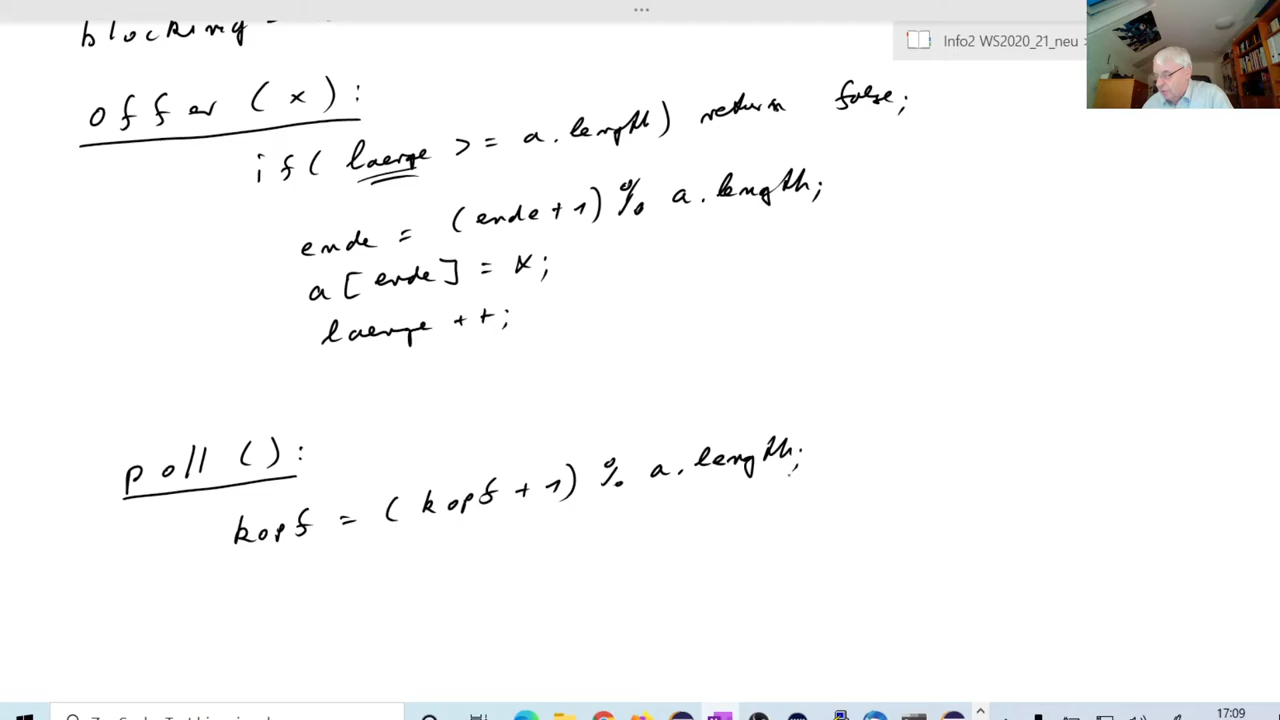 blocking
Info2 WS2020_21_neu >
offer (x):
if( laenge >= a.length) return false;
ende = (ende+1) % a.length;
a[ende] = x;
laenge ++;
poll ():
kopf = (kopf + 1) % a.length;
17:09